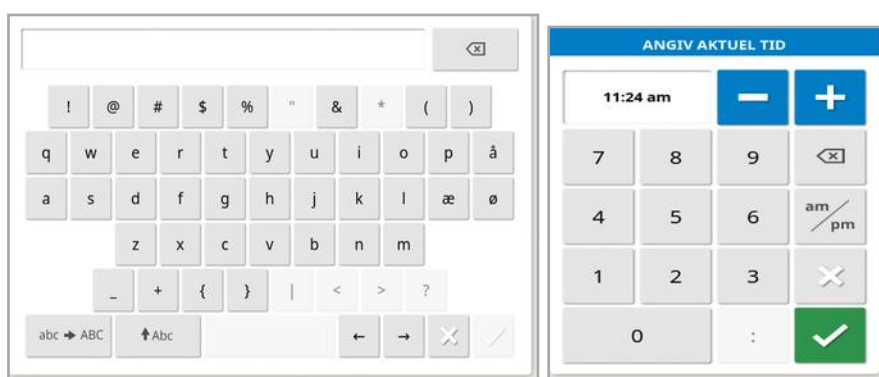 ! @ # $ % " & * ( )
q w e r t y u i o p å
a s d f g h j k l æ ø
z x c v b n m
_ + { } | < > ?
abc → ABC Abc ← →
ANGIV AKTUEL TID
11:24 am
7 8 9
4 5 6 am/pm
1 2 3
0 :